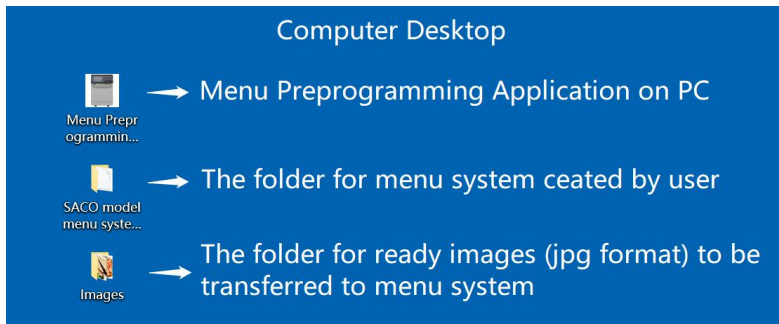 Computer Desktop
Menu Prepr
ogrammin...
Menu Preprogramming Application on PC
SACO model
menu syste...
The folder for menu system ceated by user
Images
The folder for ready images (jpg format) to be
transferred to menu system